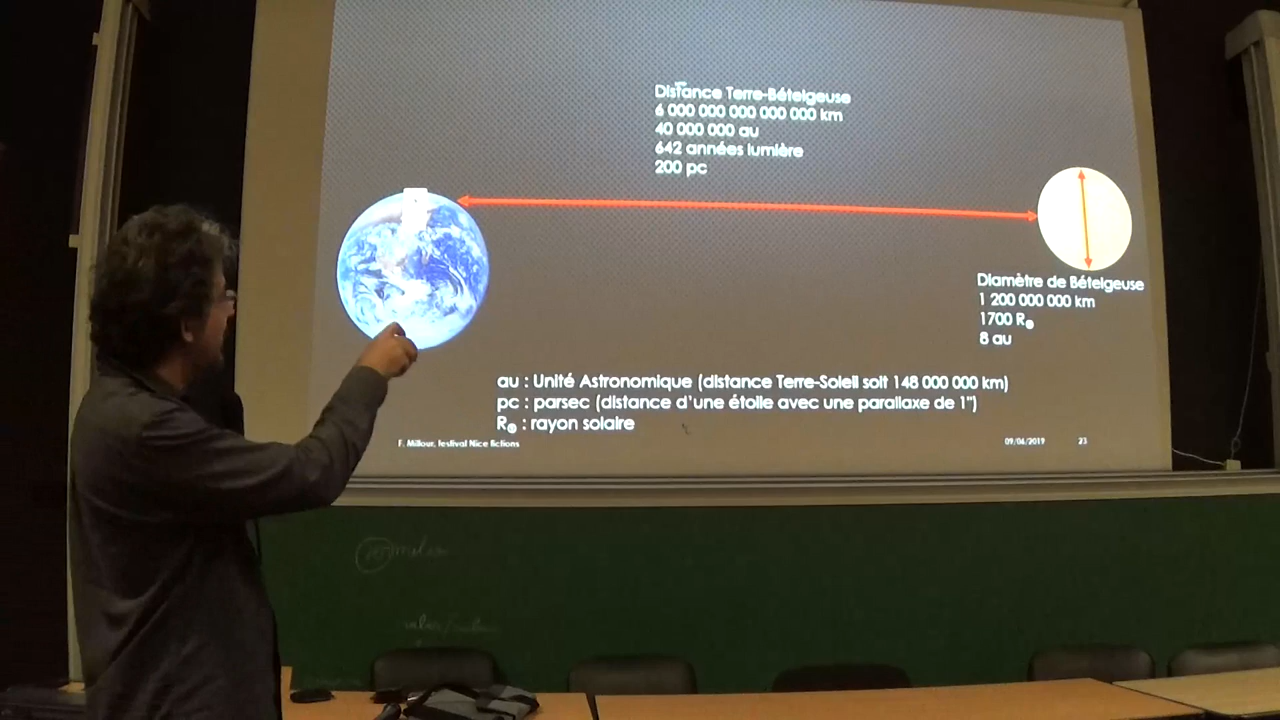 Distance Terre-Bételgeuse
6 000 000 000 000 000 km
40 000 000 au
642 années lumière
200 pc
Diamètre de Bételgeuse
1 200 000 000 km
1700 R⊙
8 au
au : Unité Astronomique (distance Terre-Soleil soit 148 000 000 km)
pc : parsec (distance d'une étoile avec une parallaxe de 1")
R⊙ : rayon solaire
F. Millour, festival Nice fictions 09/06/2019 23